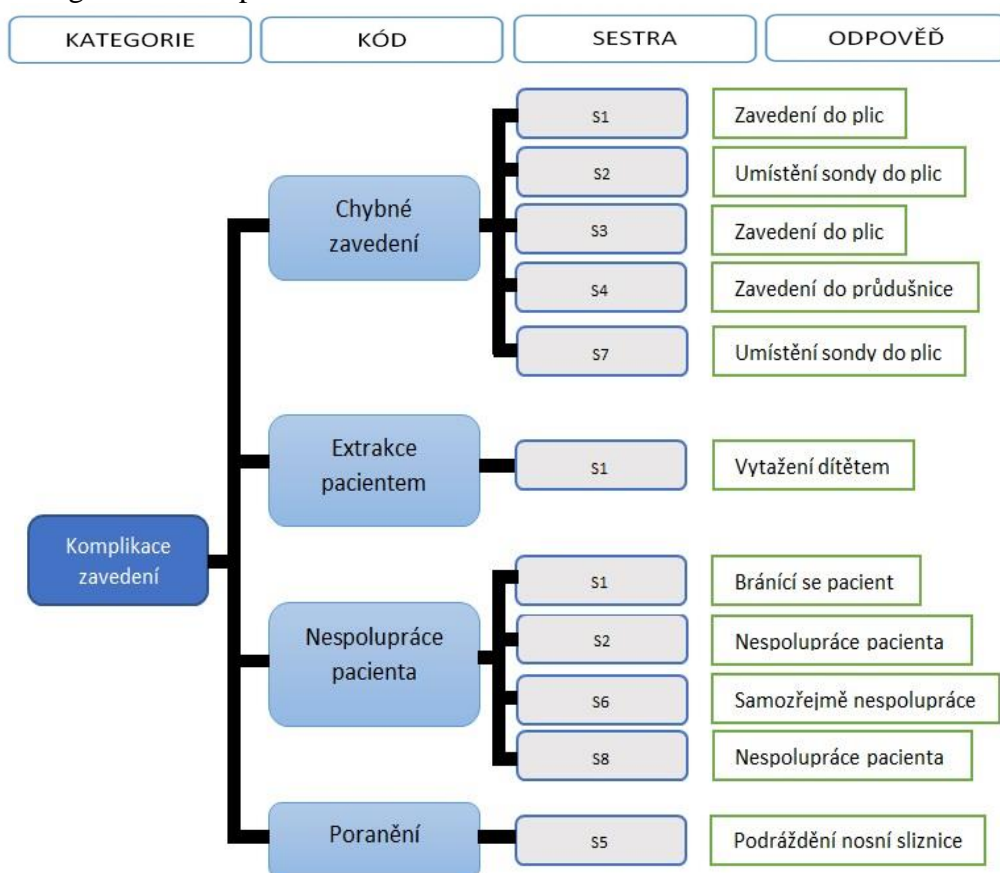 KATEGORIE KÓD SESTRA ODPOVĚĎ
Komplikace
zavedení
Chybné
zavedení
S1 Zavedení do plic
S2 Umístění sondy do plic
S3 Zavedení do plic
S4 Zavedení do průdušnice
S7 Umístění sondy do plic
Extrakce
pacientem
S1 Vytažení dítětem
Nespolupráce
pacienta
S1 Bránící se pacient
S2 Nespolupráce pacienta
S6 Samozřejmě nespolupráce
S8 Nespolupráce pacienta
Poranění
S5 Podráždění nosní sliznice